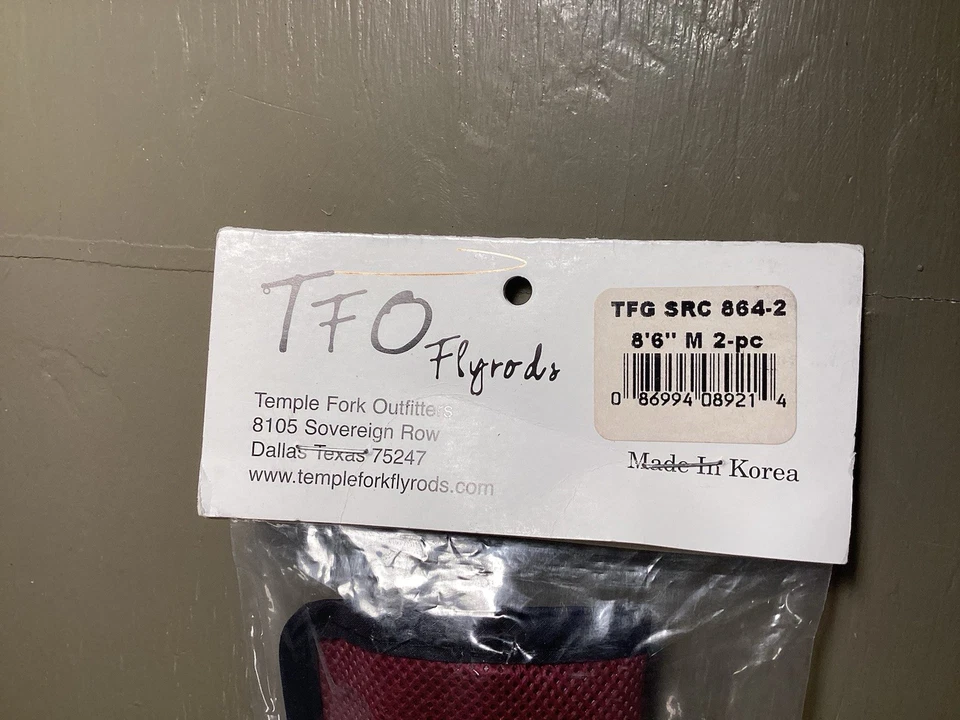 TFO
Flyrods
Temple Fork Outfitters
8105 Sovereign Row
Dallas Texas 75247
www.templeforkflyrods.com
TFG SRC 864-2
8'6" M 2-pc
0 86994 08921 4
Made In Korea